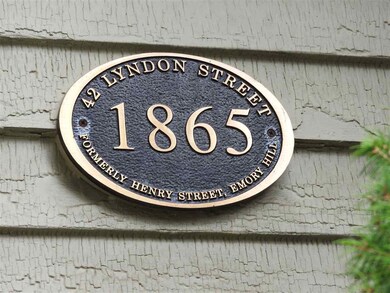 42 LYNDON STREET
1865
FORMERLY HENRY STREET, EMORY HILL